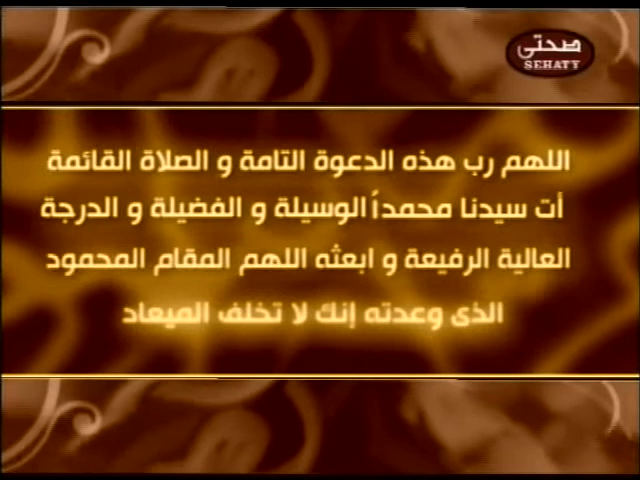 صحتى
SEHATY
اللهم رب هذه الدعوة التامة و الصلاة القائمة
أت سيدنا محمداً الوسيلة و الفضيلة و الدرجة
العالية الرفيعة و ابعثه اللهم المقام المحمود
الذى وعدته إنك لا تخلف الميعاد